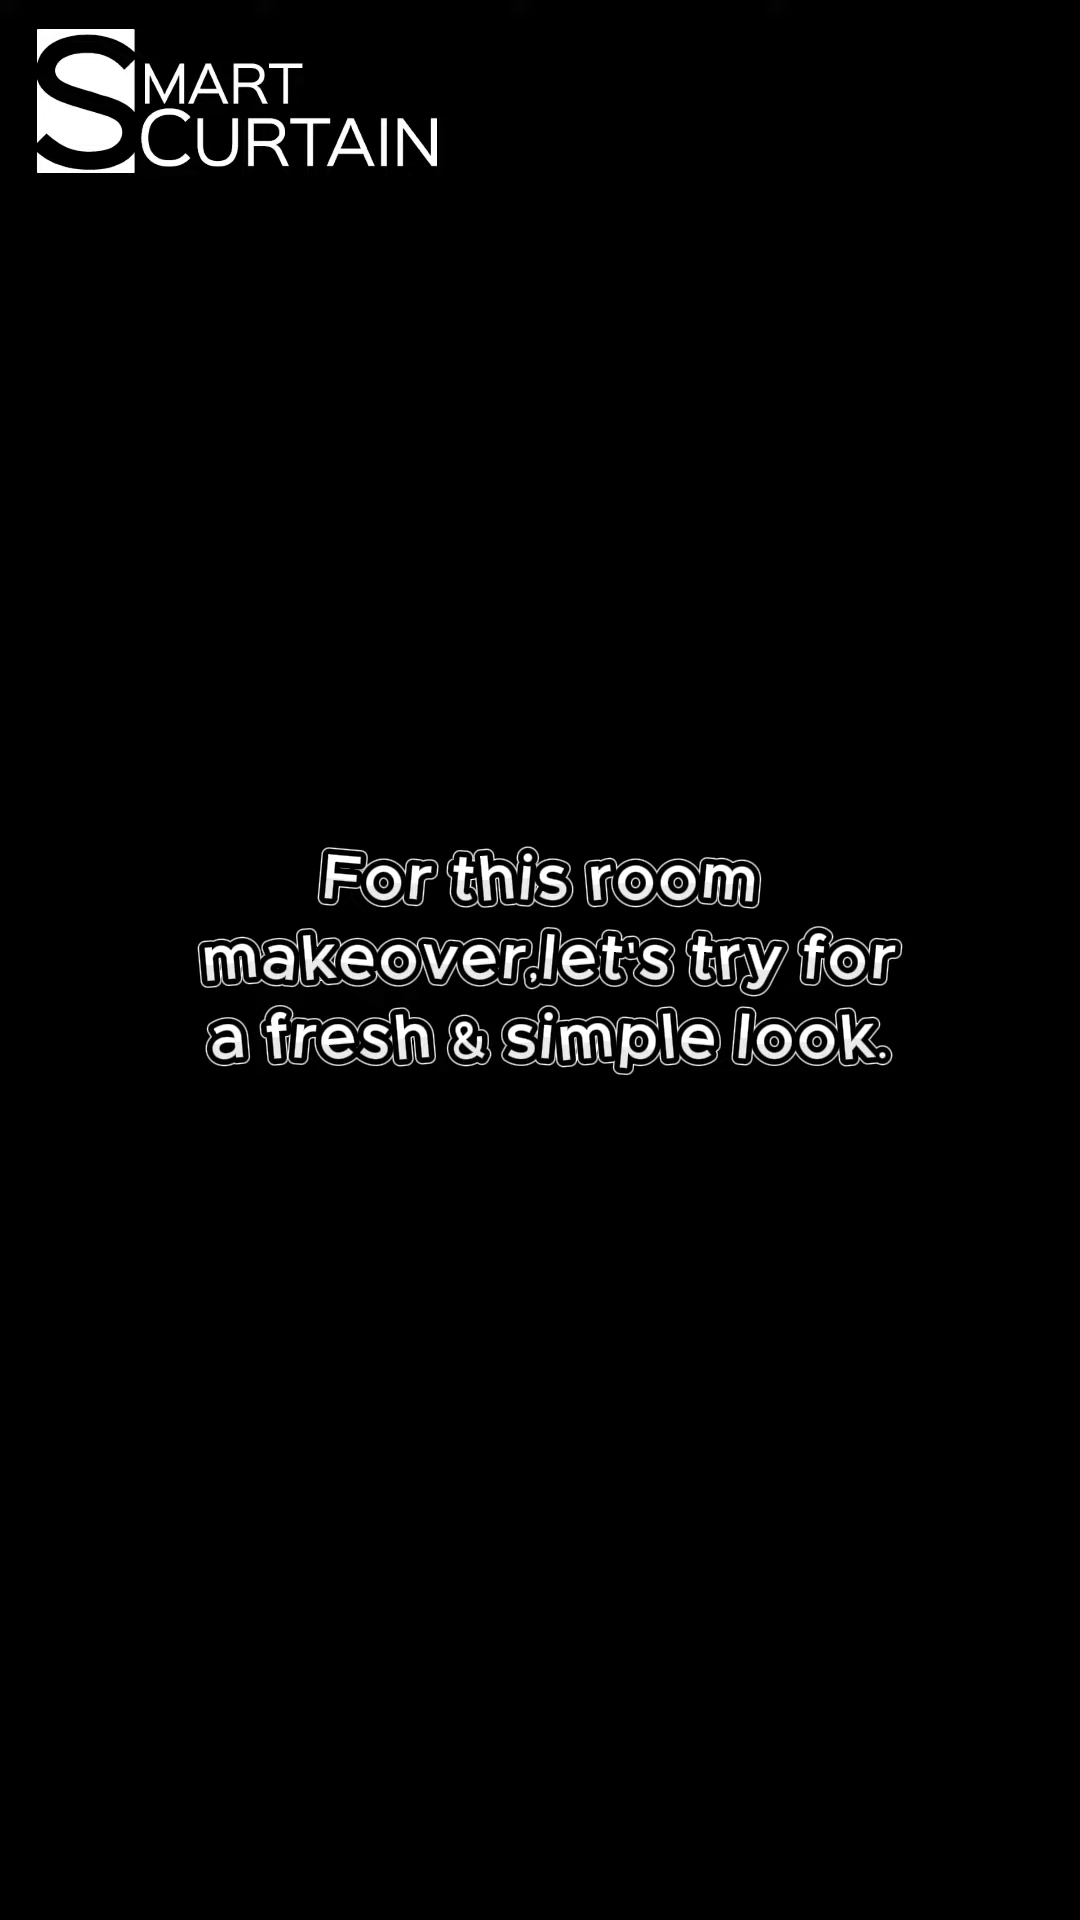 SMART
CURTAIN
For this room
makeover,let's try for
a fresh & simple look.